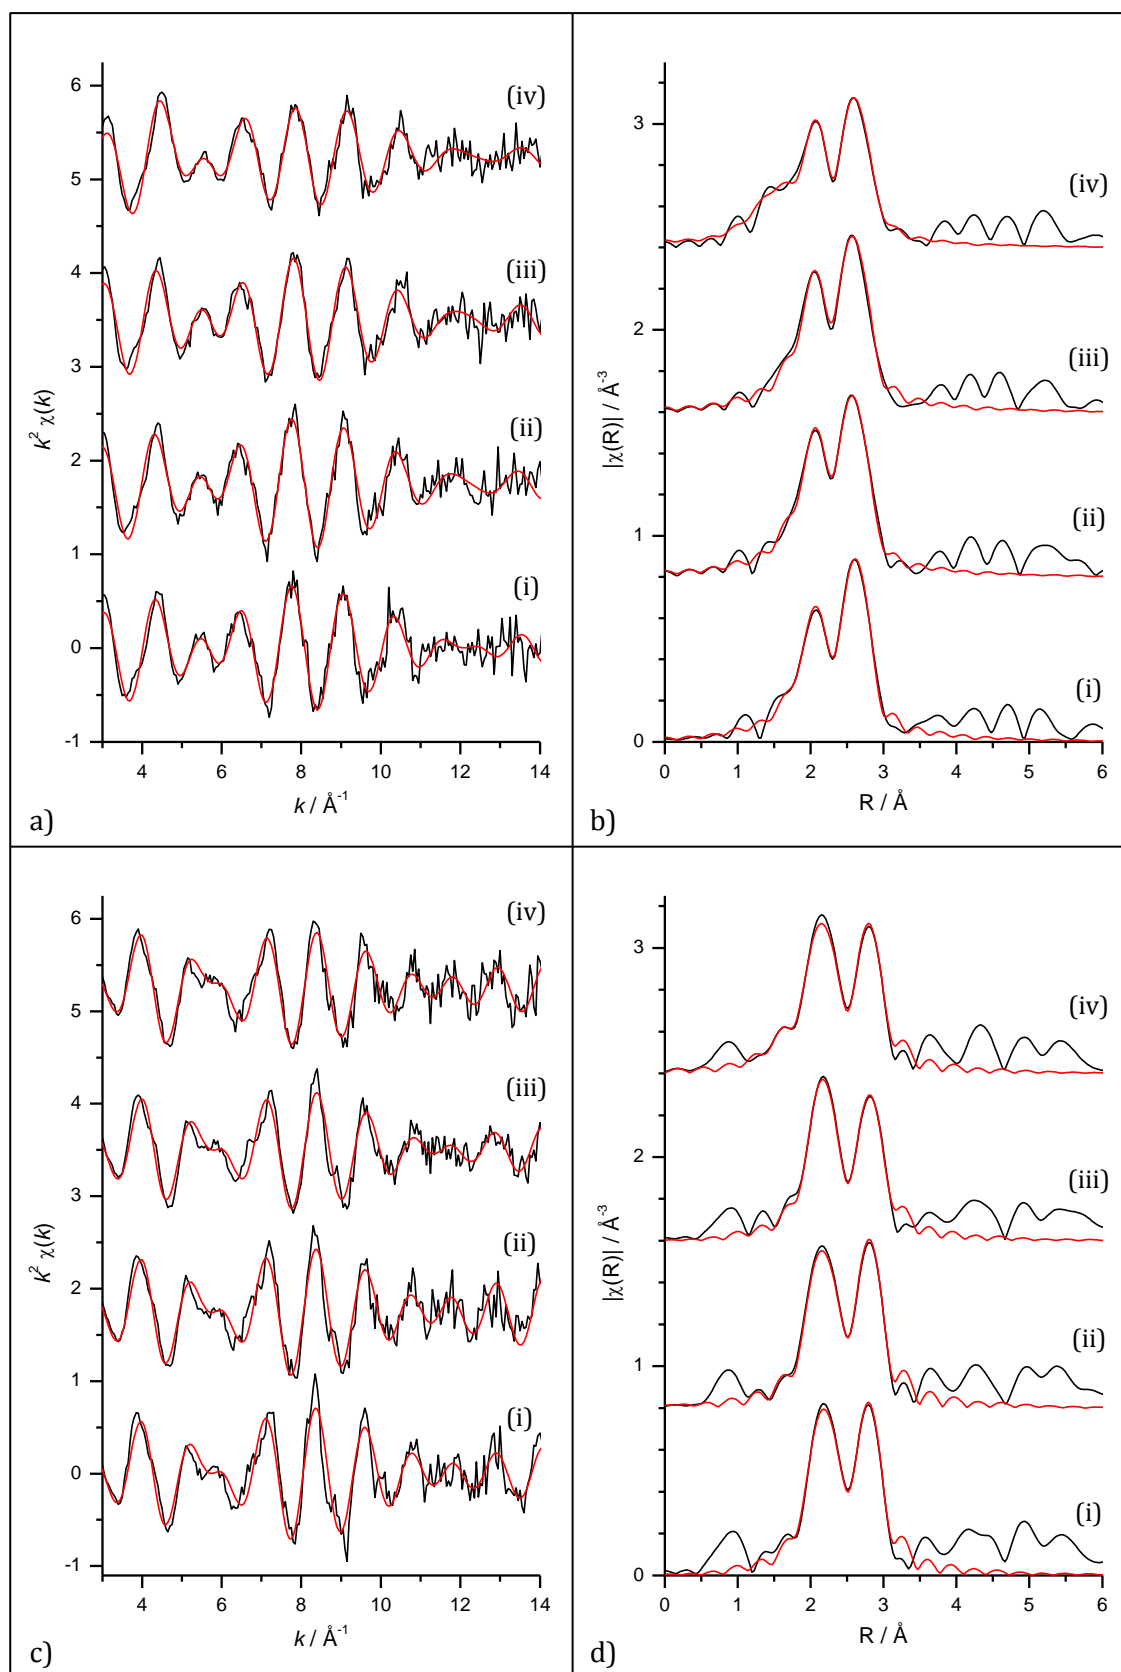 6
5
4
3
2
1
0
-1
k² χ(k)
(iv)
(iii)
(ii)
(i)
4 6 8 10 12 14
k / Å⁻¹
a)
3
2
1
0
|χ(R)| / Å⁻³
(iv)
(iii)
(ii)
(i)
0 1 2 3 4 5 6
R / Å
b)
6
5
4
3
2
1
0
-1
k² χ(k)
(iv)
(iii)
(ii)
(i)
4 6 8 10 12 14
k / Å⁻¹
c)
3
2
1
0
|χ(R)| / Å⁻³
(iv)
(iii)
(ii)
(i)
0 1 2 3 4 5 6
R / Å
d)